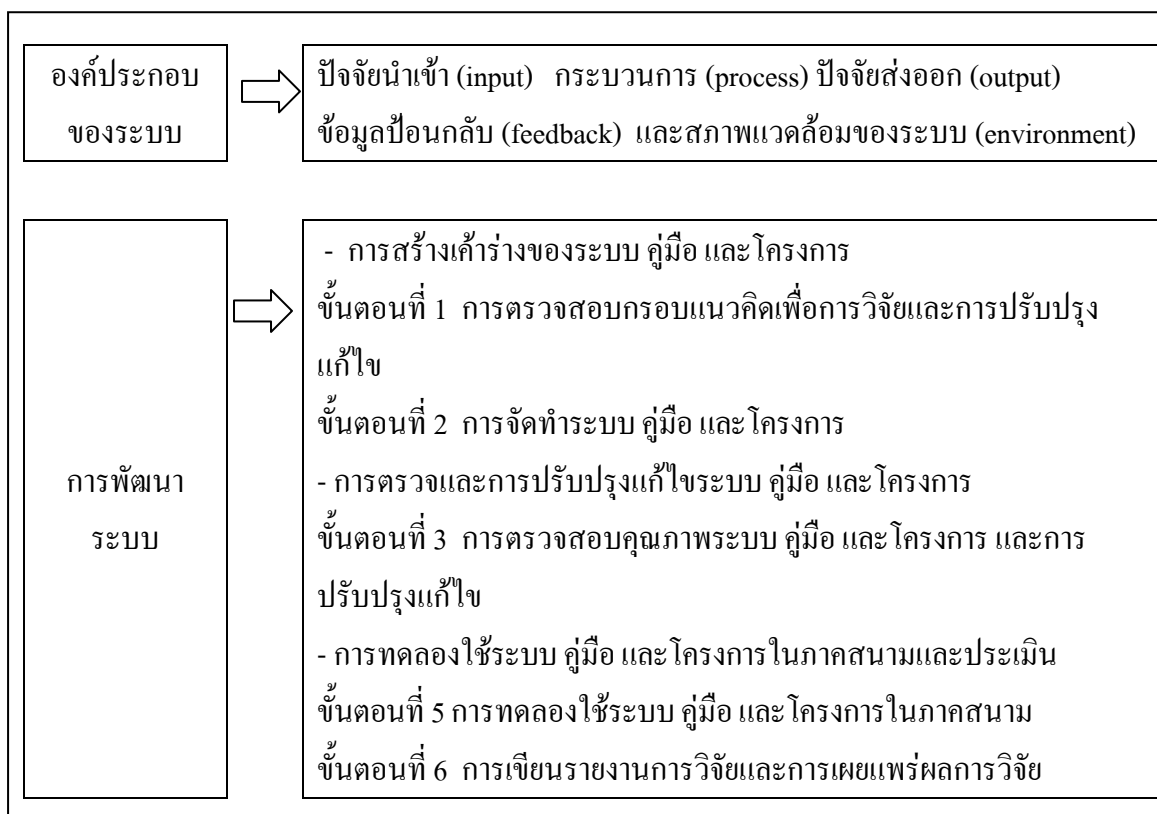 องค์ประกอบ
ของระบบ
ปัจจัยนำเข้า (input) กระบวนการ (process) ปัจจัยส่งออก (output)
ข้อมูลป้อนกลับ (feedback) และสภาพแวดล้อมของระบบ (environment)
การพัฒนา
ระบบ
- การสร้างเค้าร่างของระบบ คู่มือ และโครงการ
ขั้นตอนที่ 1 การตรวจสอบกรอบแนวคิดเพื่อการวิจัยและการปรับปรุง
แก้ไข
ขั้นตอนที่ 2 การจัดทำระบบ คู่มือ และโครงการ
- การตรวจและการปรับปรุงแก้ไขระบบ คู่มือ และโครงการ
ขั้นตอนที่ 3 การตรวจสอบคุณภาพระบบ คู่มือ และโครงการ และการ
ปรับปรุงแก้ไข
- การทดลองใช้ระบบ คู่มือ และโครงการในภาคสนามและประเมิน
ขั้นตอนที่ 5 การทดลองใช้ระบบ คู่มือ และโครงการในภาคสนาม
ขั้นตอนที่ 6 การเขียนรายงานการวิจัยและการเผยแพร่ผลการวิจัย